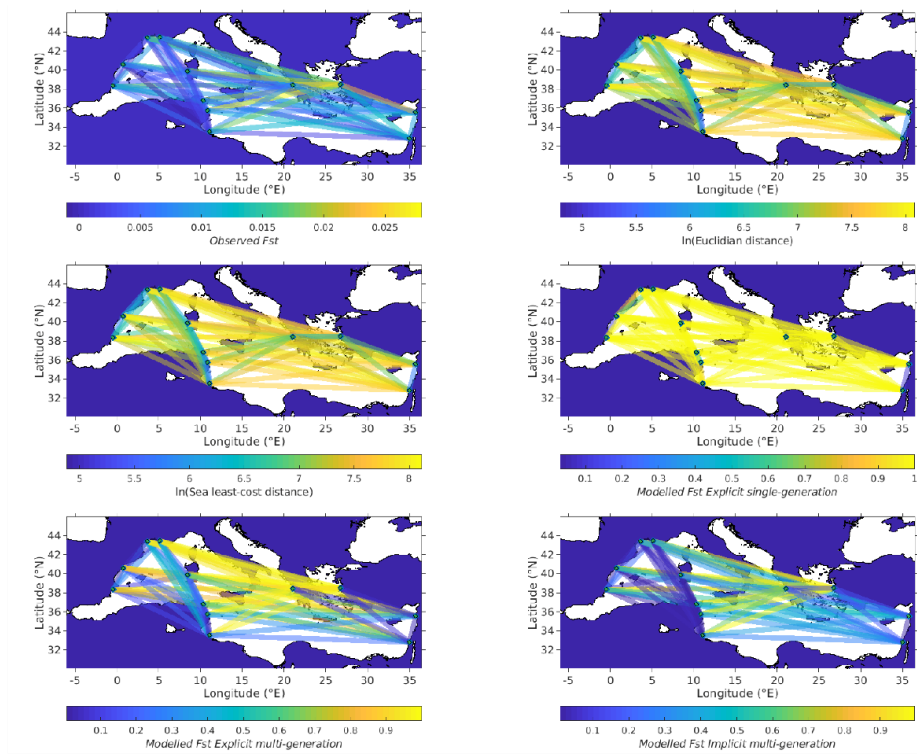 44
42
40
38
36
34
32
Latitude (°N)
-5 0 5 10 15 20 25 30 35
Longitude (°E)
0 0.005 0.01 0.015 0.02 0.025
Observed Fst
44
42
40
38
36
34
32
Latitude (°N)
-5 0 5 10 15 20 25 30 35
Longitude (°E)
5 5.5 6 6.5 7 7.5 8
ln(Euclidian distance)
44
42
40
38
36
34
32
Latitude (°N)
-5 0 5 10 15 20 25 30 35
Longitude (°E)
5 5.5 6 6.5 7 7.5 8
ln(Sea least-cost distance)
44
42
40
38
36
34
32
Latitude (°N)
-5 0 5 10 15 20 25 30 35
Longitude (°E)
0.1 0.2 0.3 0.4 0.5 0.6 0.7 0.8 0.9 1
Modelled Fst Explicit single-generation
44
42
40
38
36
34
32
Latitude (°N)
-5 0 5 10 15 20 25 30 35
Longitude (°E)
0.1 0.2 0.3 0.4 0.5 0.6 0.7 0.8 0.9
Modelled Fst Explicit multi-generation
44
42
40
38
36
34
32
Latitude (°N)
-5 0 5 10 15 20 25 30 35
Longitude (°E)
0.1 0.2 0.3 0.4 0.5 0.6 0.7 0.8 0.9
Modelled Fst Implicit multi-generation